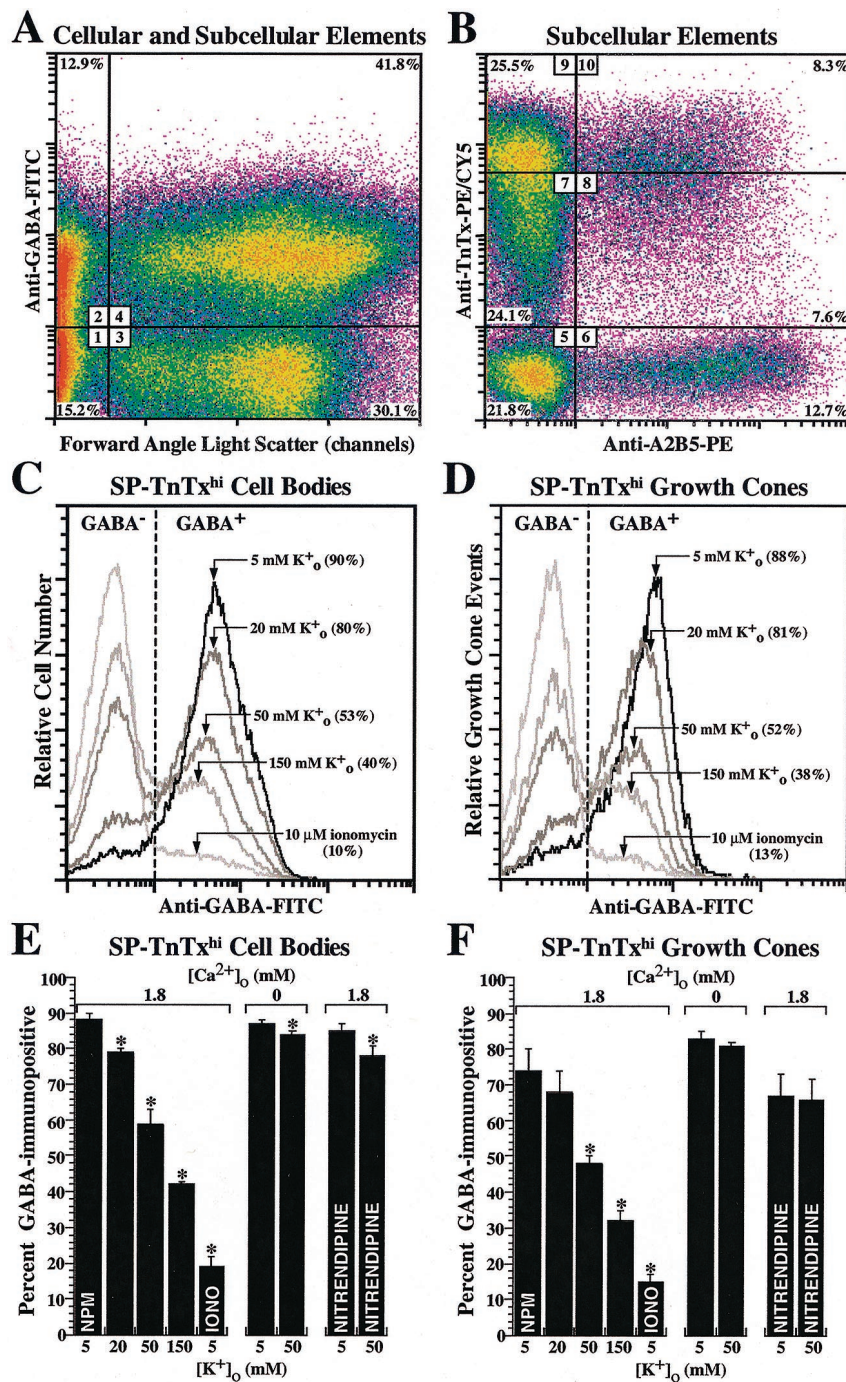 A Cellular and Subcellular Elements
12.9%
41.8%
2 4
1 3
15.2%
30.1%
Anti-GABA-FITC
Forward Angle Light Scatter (channels)
B Subcellular Elements
25.5%
9 10
8.3%
7 8
24.1%
7.6%
5 6
21.8%
12.7%
Anti-TnTx-PE/CY5
Anti-A2B5-PE
C SP-TnTxʰⁱ Cell Bodies
GABA⁻ GABA⁺
5 mM K⁺o (90%)
20 mM K⁺o (80%)
50 mM K⁺o (53%)
150 mM K⁺o (40%)
10 µM ionomycin
(10%)
Relative Cell Number
Anti-GABA-FITC
D SP-TnTxʰⁱ Growth Cones
GABA⁻ GABA⁺
5 mM K⁺o (88%)
20 mM K⁺o (81%)
50 mM K⁺o (52%)
150 mM K⁺o (38%)
10 µM ionomycin
(13%)
Relative Growth Cone Events
Anti-GABA-FITC
E SP-TnTxʰⁱ Cell Bodies
[Ca²⁺]o (mM)
1.8 0 1.8
100
90
80
70
60
50
40
30
20
10
0
Percent GABA-immunopositive
* * * * * *
NPM
IONO
NITRENDIPINE
NITRENDIPINE
5 20 50 150 5 5 50 5 50
[K⁺]o (mM)
F SP-TnTxʰⁱ Growth Cones
[Ca²⁺]o (mM)
1.8 0 1.8
100
90
80
70
60
50
40
30
20
10
0
Percent GABA-immunopositive
* * *
NPM
IONO
NITRENDIPINE
NITRENDIPINE
5 20 50 150 5 5 50 5 50
[K⁺]o (mM)